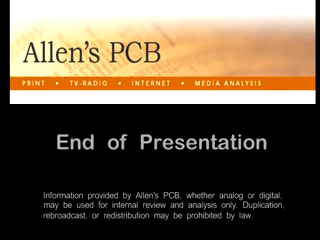 Allen's PCB
PRINT • TV-RADIO • INTERNET • MEDIA ANALYSIS
End of Presentation
Information provided by Allen's PCB, whether analog or digital,
may be used for internal review and analysis only. Duplication,
rebroadcast, or redistribution may be prohibited by law.